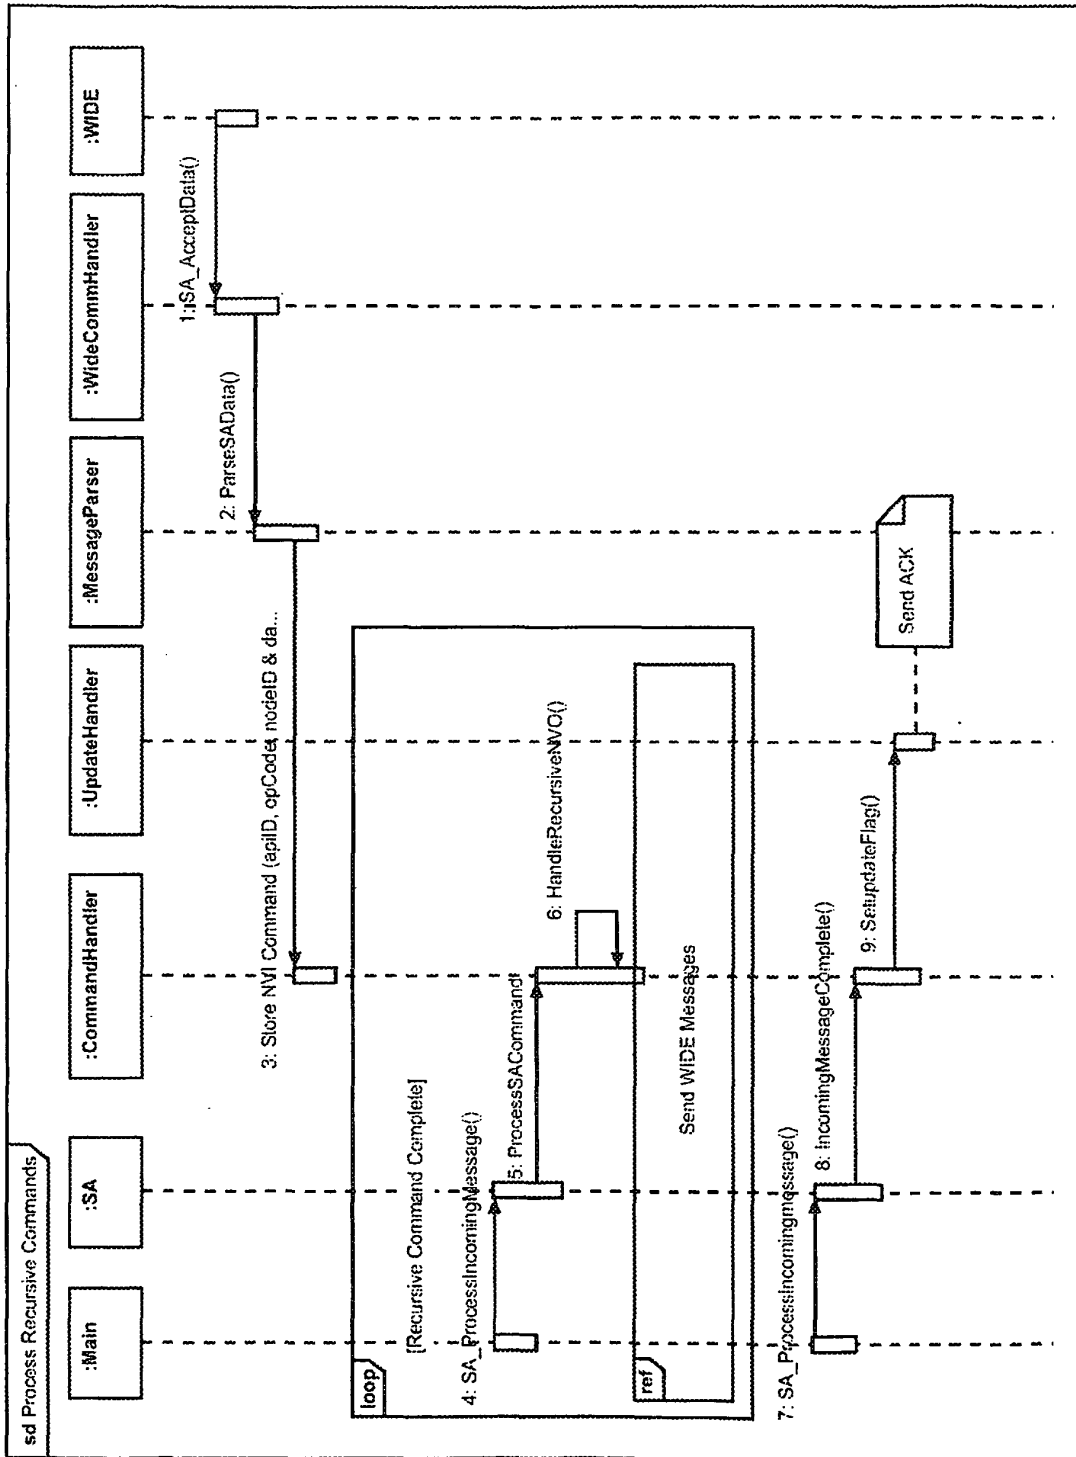 sd Process Recursive Commands
:Main
:SA
:CommandHandler
:UpdateHandler
:MessageParser
:WideCommHandler
:WIDE
1:iSA_AcceptData()
2: ParseSAData()
3: Store NVI Command (apiID, opCode, nodeID & da...
loop
[Recursive Command Complete]
4: SA_ProcessIncomingMessage()
5: ProcessSACommand
6: HandleRecursiveNVO()
ref
Send WIDE Messages
7: SA_ProcessIncomingmessage()
8: IncomingMessageComplete()
9: SetupdateFlag()
Send ACK